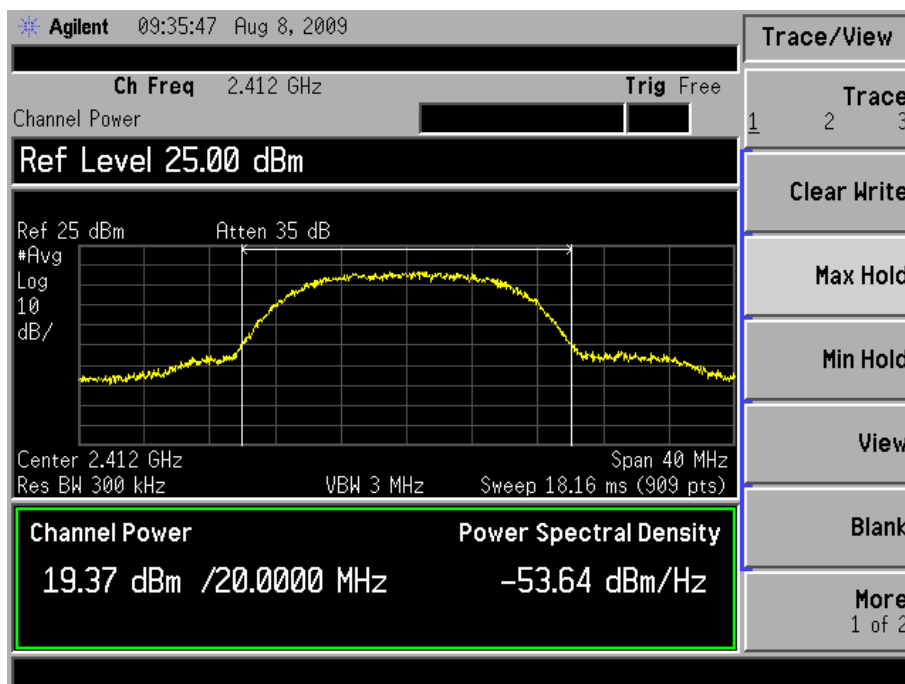 Agilent 09:35:47 Aug 8, 2009
Trace/View
Ch Freq 2.412 GHz Trig Free
Channel Power
Trace
1 2 3
Ref Level 25.00 dBm
Clear Write
Ref 25 dBm Atten 35 dB
#Avg
Log
10
dB/
Max Hold
Min Hold
View
Center 2.412 GHz Span 40 MHz
Res BW 300 kHz VBW 3 MHz Sweep 18.16 ms (909 pts)
Blank
Channel Power Power Spectral Density
19.37 dBm /20.0000 MHz -53.64 dBm/Hz
More
1 of 2